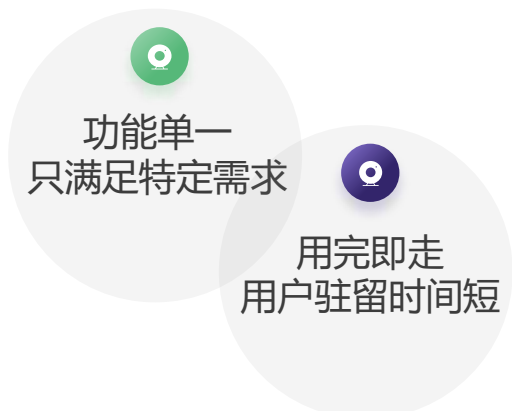 功能单一
只满足特定需求
用完即走
用户驻留时间短